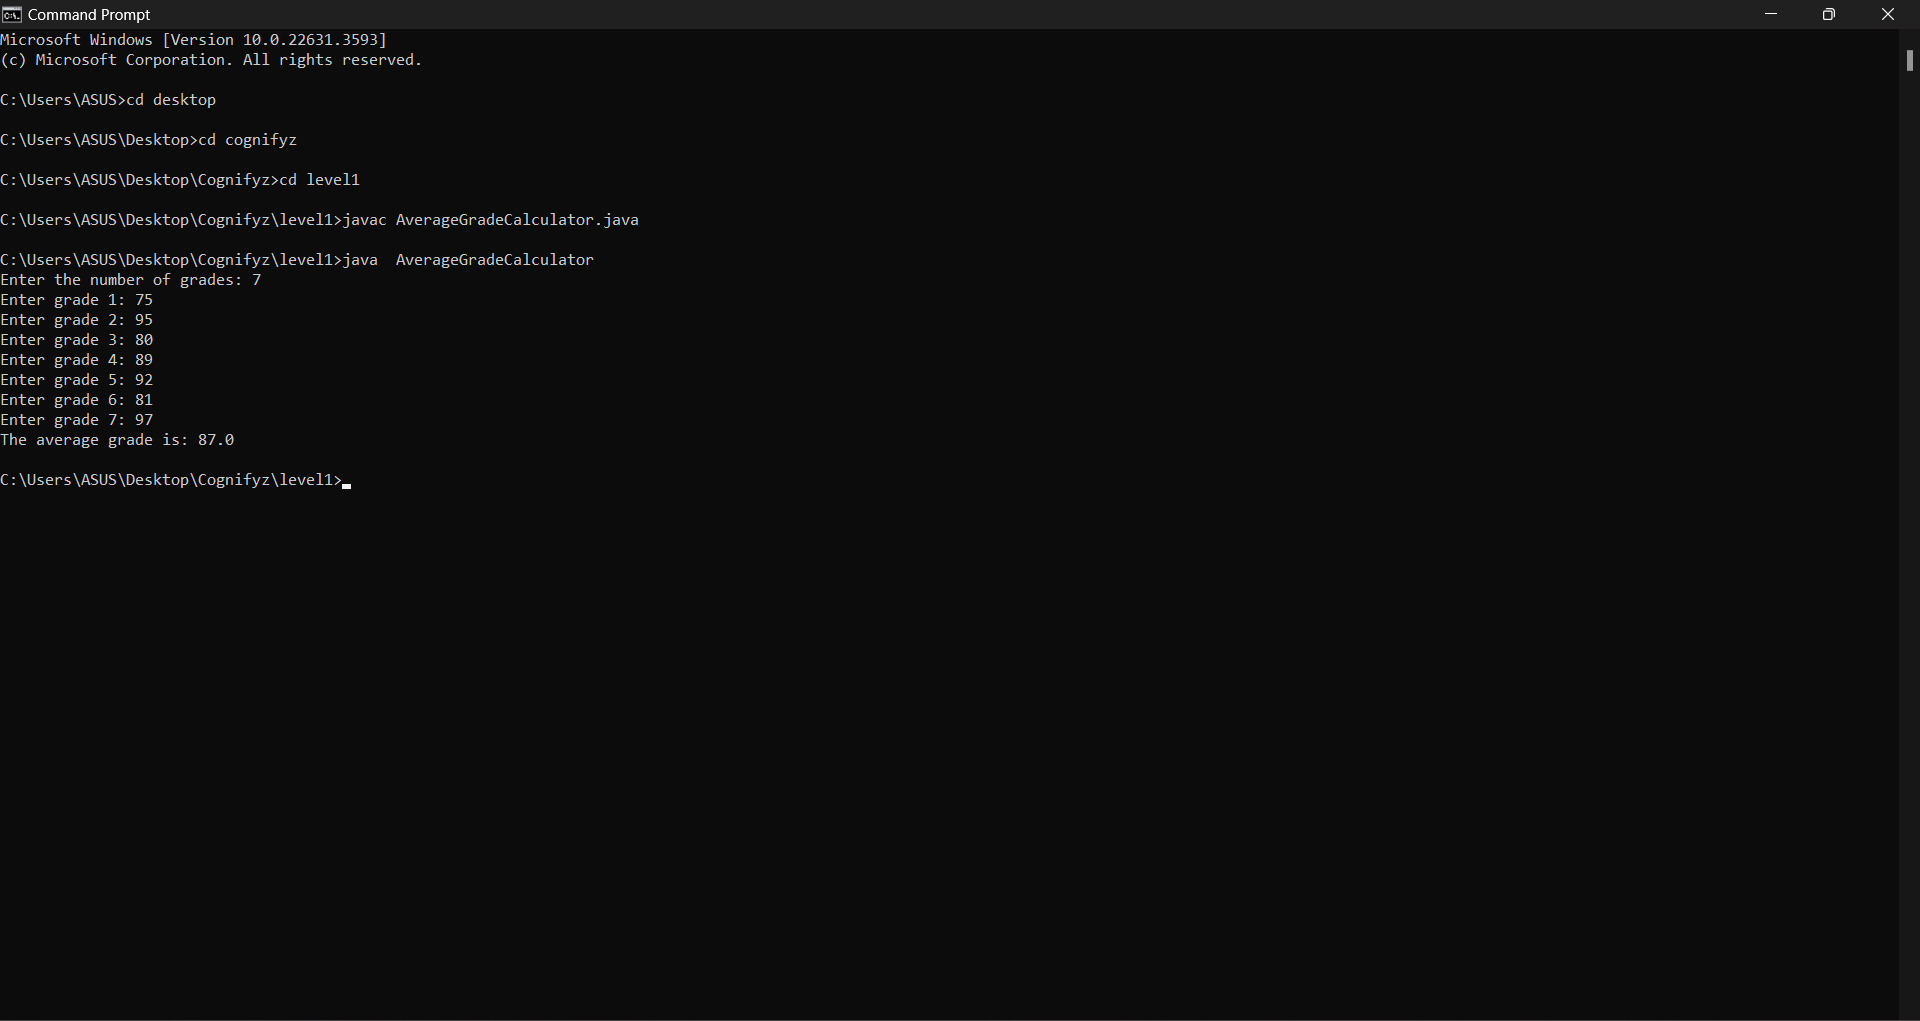 Command Prompt
Microsoft Windows [Version 10.0.22631.3593]
(c) Microsoft Corporation. All rights reserved.
C:\Users\ASUS>cd desktop
C:\Users\ASUS\Desktop>cd cognifyz
C:\Users\ASUS\Desktop\Cognifyz>cd level1
C:\Users\ASUS\Desktop\Cognifyz\level1>javac AverageGradeCalculator.java
C:\Users\ASUS\Desktop\Cognifyz\level1>java  AverageGradeCalculator
Enter the number of grades: 7
Enter grade 1: 75
Enter grade 2: 95
Enter grade 3: 80
Enter grade 4: 89
Enter grade 5: 92
Enter grade 6: 81
Enter grade 7: 97
The average grade is: 87.0
C:\Users\ASUS\Desktop\Cognifyz\level1>